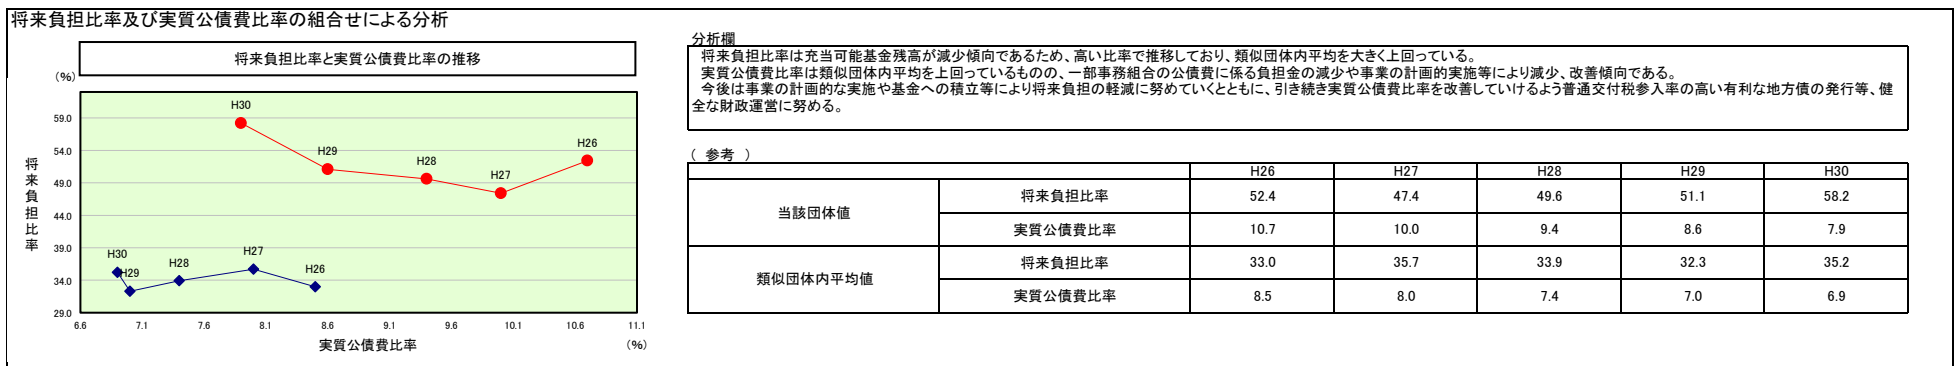 将来負担比率及び実質公債費比率の組合せによる分析
将来負担比率と実質公債費比率の推移
(%)
59.0
54.0
49.0
44.0
39.0
34.0
29.0
将来負担比率
H30
H29
H28
H27
H26
H30
H29
H28
H27
H26
6.6 7.1 7.6 8.1 8.6 9.1 9.6 10.1 10.6 11.1
実質公債費比率
(%)
分析欄
将来負担比率は充当可能基金残高が減少傾向であるため、高い比率で推移しており、類似団体内平均を大きく上回っている。
実質公債費比率は類似団体内平均を上回っているものの、一部事務組合の公債費に係る負担金の減少や事業の計画的実施等により減少、改善傾向である。
今後は事業の計画的な実施や基金への積立等により将来負担の軽減に努めていくとともに、引き続き実質公債費比率を改善していけるよう普通交付税参入率の高い有利な地方債の発行等、健
全な財政運営に努める。
( 参考 )
H26 H27 H28 H29 H30
当該団体値
将来負担比率 52.4 47.4 49.6 51.1 58.2
実質公債費比率 10.7 10.0 9.4 8.6 7.9
類似団体内平均値
将来負担比率 33.0 35.7 33.9 32.3 35.2
実質公債費比率 8.5 8.0 7.4 7.0 6.9